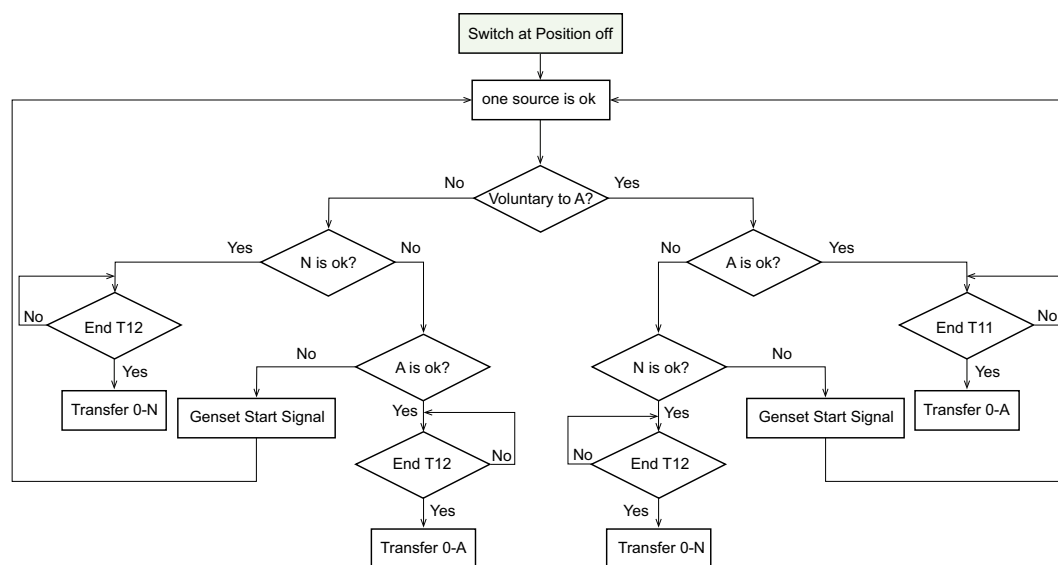 Switch at Position off
one source is ok
No
Voluntary to A?
Yes
Yes
N is ok?
No
No
A is ok?
Yes
No
End T12
Yes
No
A is ok?
N is ok?
No
End T11
No
Yes
Transfer 0-N
Genset Start Signal
Yes
Yes
Genset Start Signal
Yes
Transfer 0-A
End T12
No
No
End T12
Yes
Yes
Transfer 0-A
Transfer 0-N